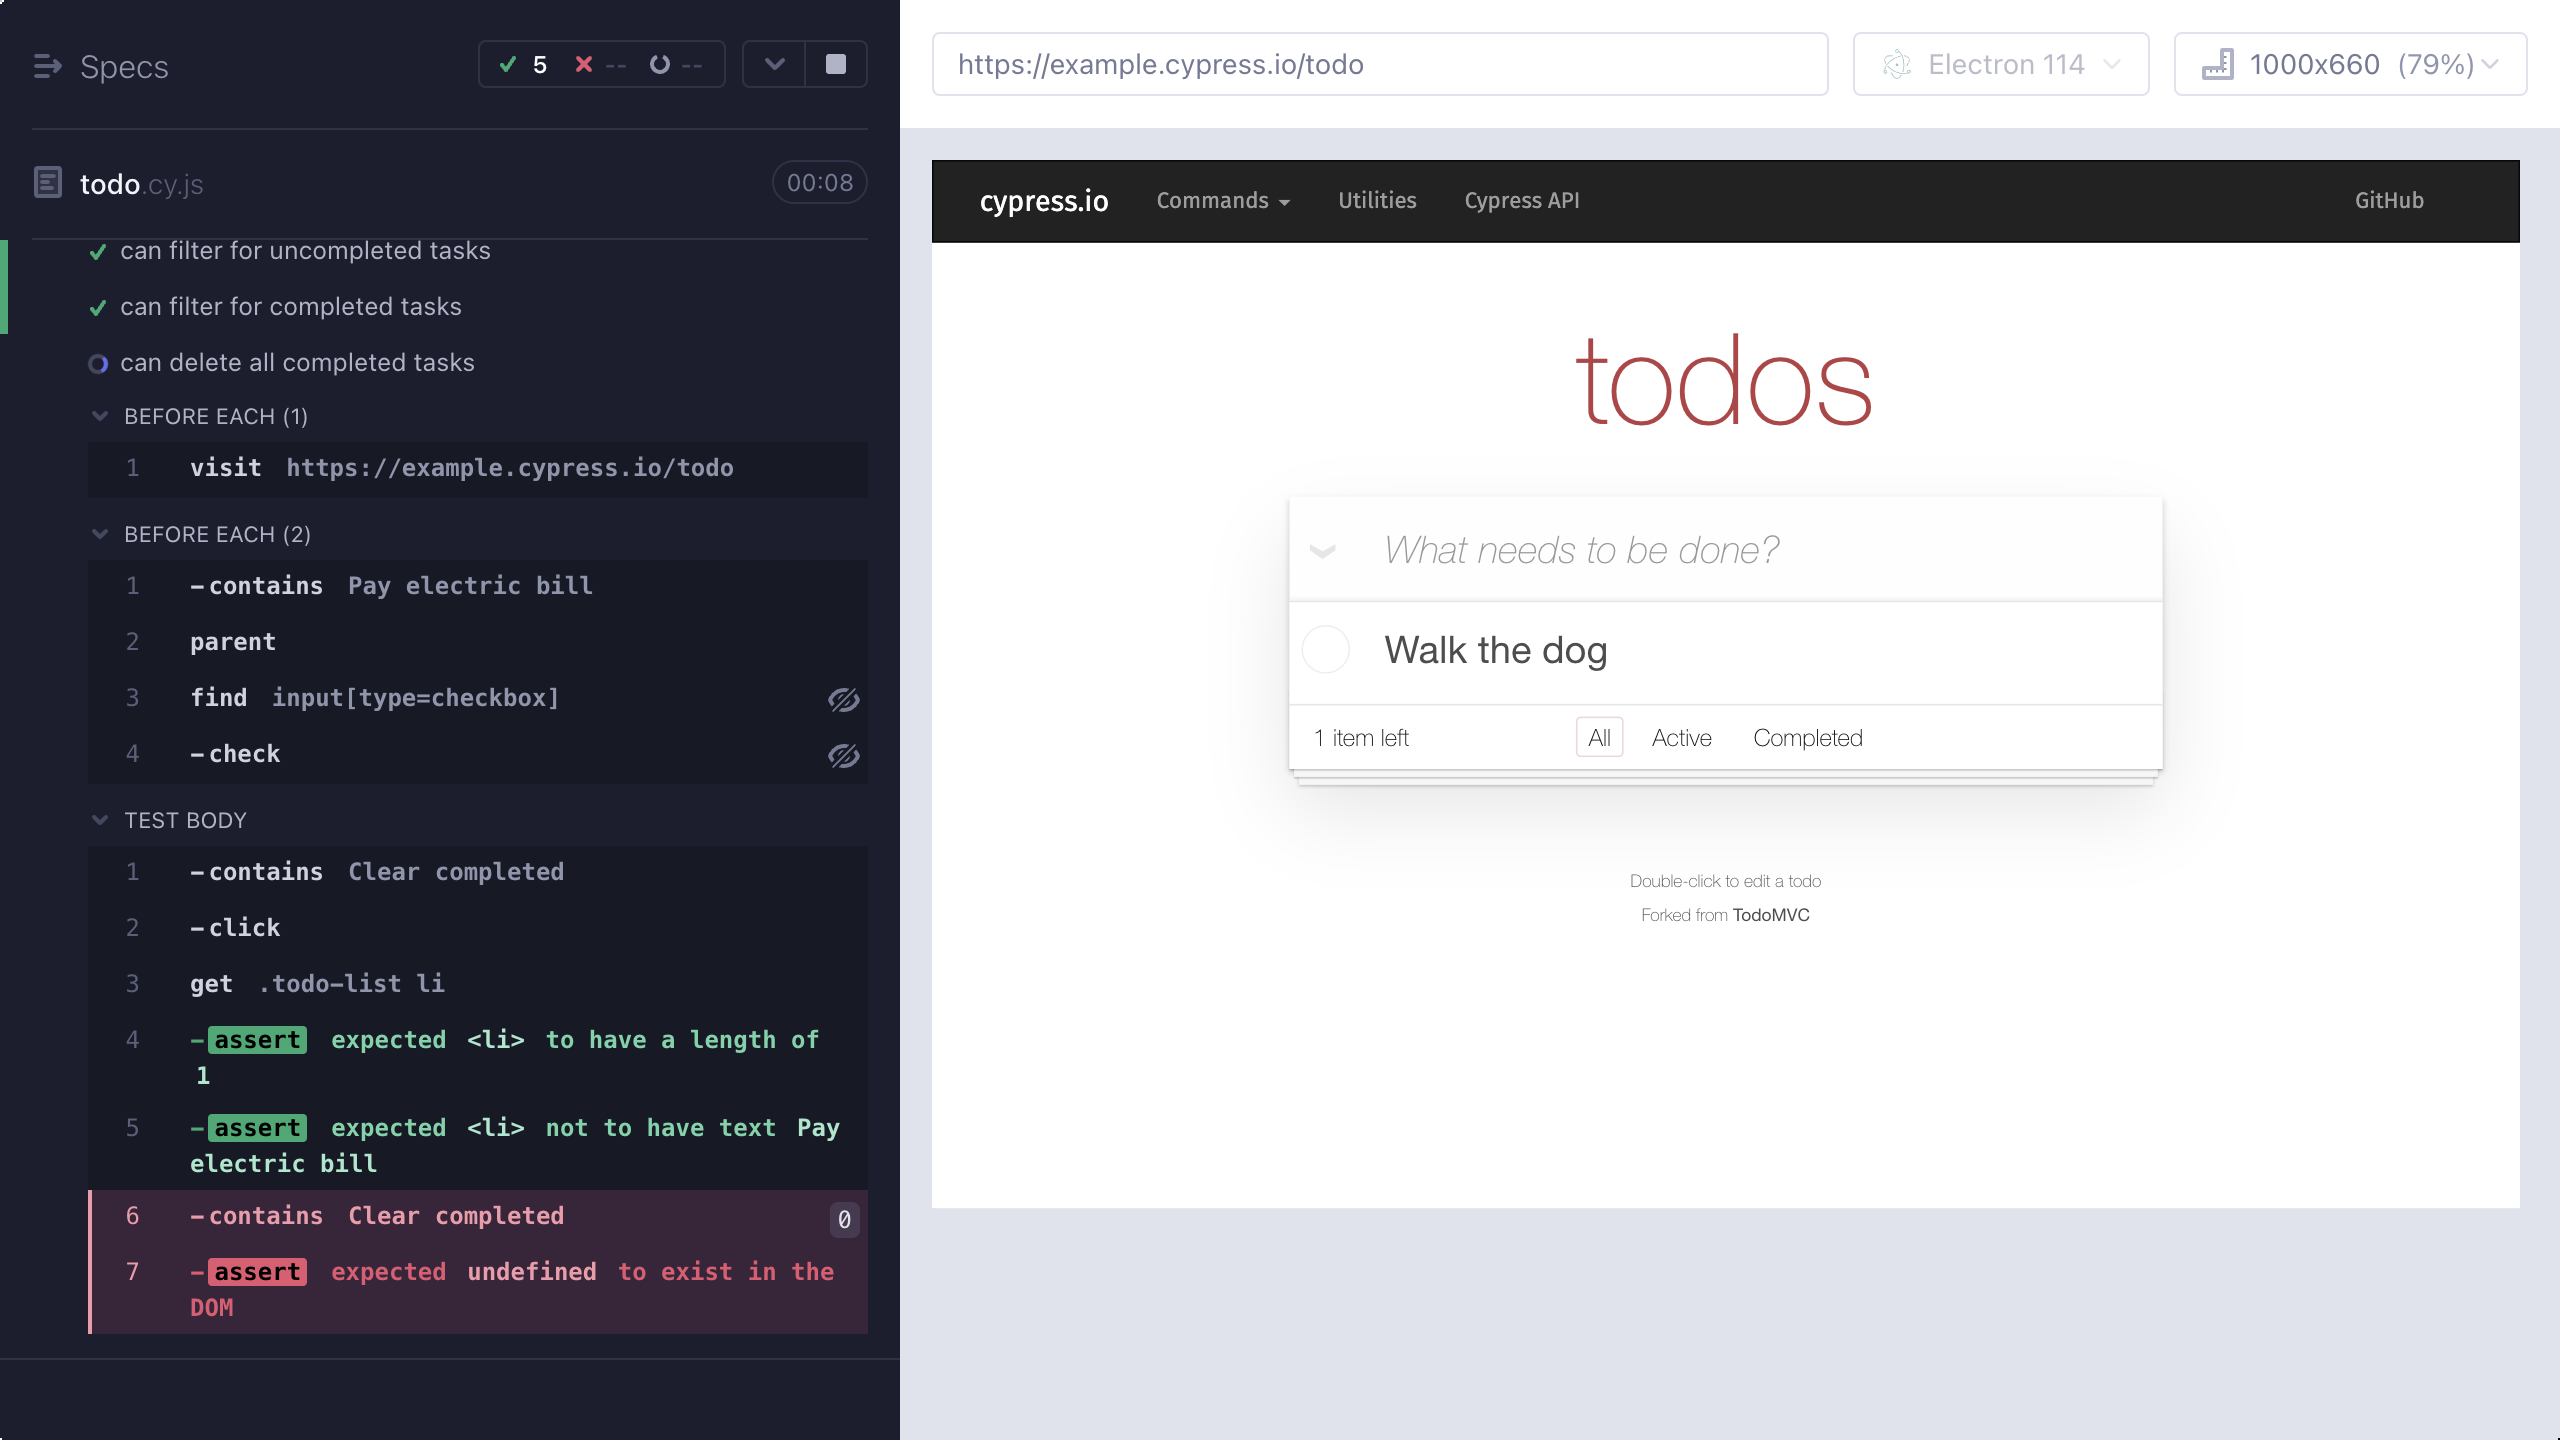 Specs
5 -- --
todo.cy.js
00:08
can filter for uncompleted tasks
can filter for completed tasks
can delete all completed tasks
BEFORE EACH (1)
1 visit https://example.cypress.io/todo
BEFORE EACH (2)
1 -contains Pay electric bill
2 parent
3 find input[type=checkbox]
4 -check
TEST BODY
1 -contains Clear completed
2 -click
3 get .todo-list li
4 -assert expected <li> to have a length of
1
5 -assert expected <li> not to have text Pay
electric bill
6 -contains Clear completed 0
7 -assert expected undefined to exist in the
DOM
https://example.cypress.io/todo
Electron 114
1000x660 (79%)
cypress.io Commands Utilities Cypress API GitHub
todos
What needs to be done?
Walk the dog
1 item left All Active Completed
Double-click to edit a todo
Forked from TodoMVC